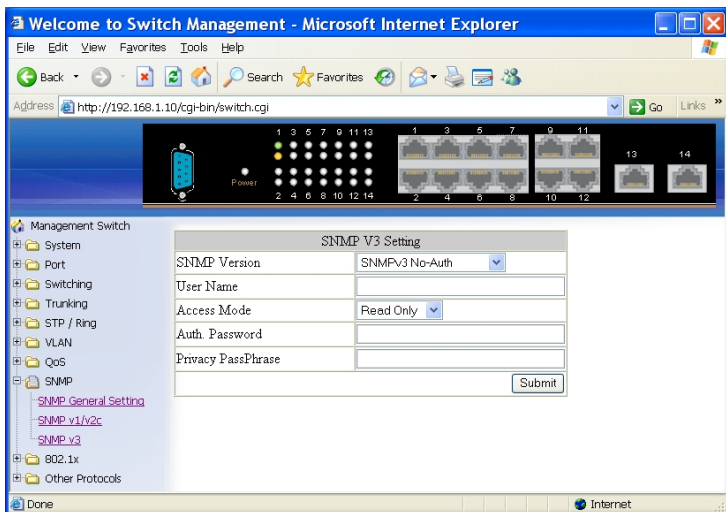 Welcome to Switch Management - Microsoft Internet Explorer
File Edit View Favorites Tools Help
Back Search Favorites
Address http://192.168.1.10/cgi-bin/switch.cgi Go Links »
1 3 5 7 9 11 13
Power
2 4 6 8 10 12 14
1 3 5 7 9 11
2 4 6 8 10 12
13 14
Management Switch
System
Port
Switching
Trunking
STP / Ring
VLAN
QoS
SNMP
SNMP General Setting
SNMP v1/v2c
SNMP v3
802.1x
Other Protocols
SNMP V3 Setting
SNMP Version SNMPv3 No-Auth
User Name
Access Mode Read Only
Auth. Password
Privacy PassPhrase
Submit
Done Internet